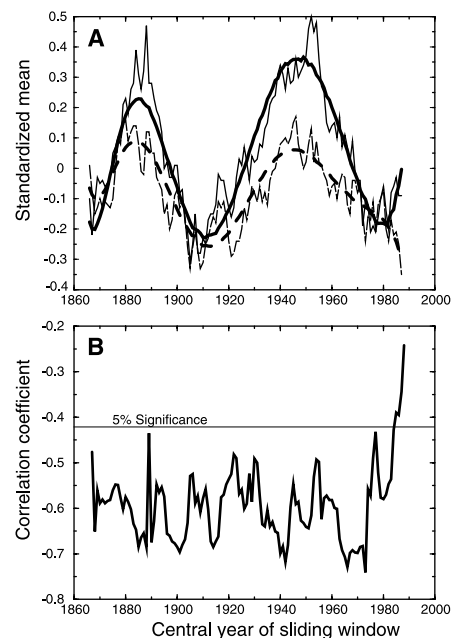 A
Standardized mean
0.5
0.4
0.3
0.2
0.1
0
-0.1
-0.2
-0.3
-0.4
1860 1880 1900 1920 1940 1960 1980 2000
B
Correlation coefficient
5% Significance
-0.2
-0.3
-0.4
-0.5
-0.6
-0.7
-0.8
1860 1880 1900 1920 1940 1960 1980 2000
Central year of sliding window